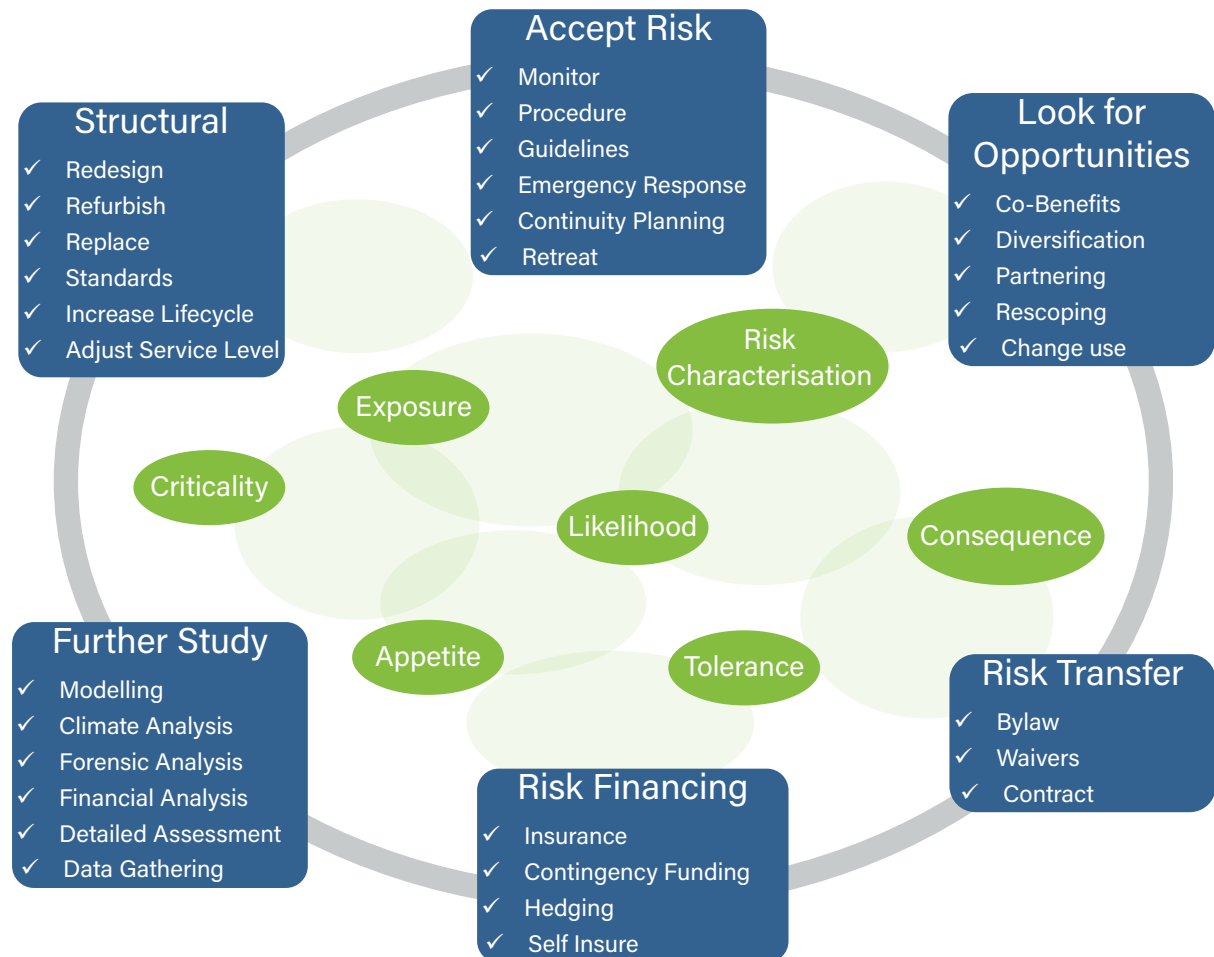 Accept Risk
✓ Monitor
✓ Procedure
✓ Guidelines
✓ Emergency Response
✓ Continuity Planning
✓ Retreat
Structural
✓ Redesign
✓ Refurbish
✓ Replace
✓ Standards
✓ Increase Lifecycle
✓ Adjust Service Level
Look for
Opportunities
✓ Co-Benefits
✓ Diversification
✓ Partnering
✓ Rescoping
✓ Change use
Risk
Characterisation
Exposure
Criticality
Likelihood
Consequence
Appetite
Tolerance
Further Study
✓ Modelling
✓ Climate Analysis
✓ Forensic Analysis
✓ Financial Analysis
✓ Detailed Assessment
✓ Data Gathering
Risk Transfer
✓ Bylaw
✓ Waivers
✓ Contract
Risk Financing
✓ Insurance
✓ Contingency Funding
✓ Hedging
✓ Self Insure